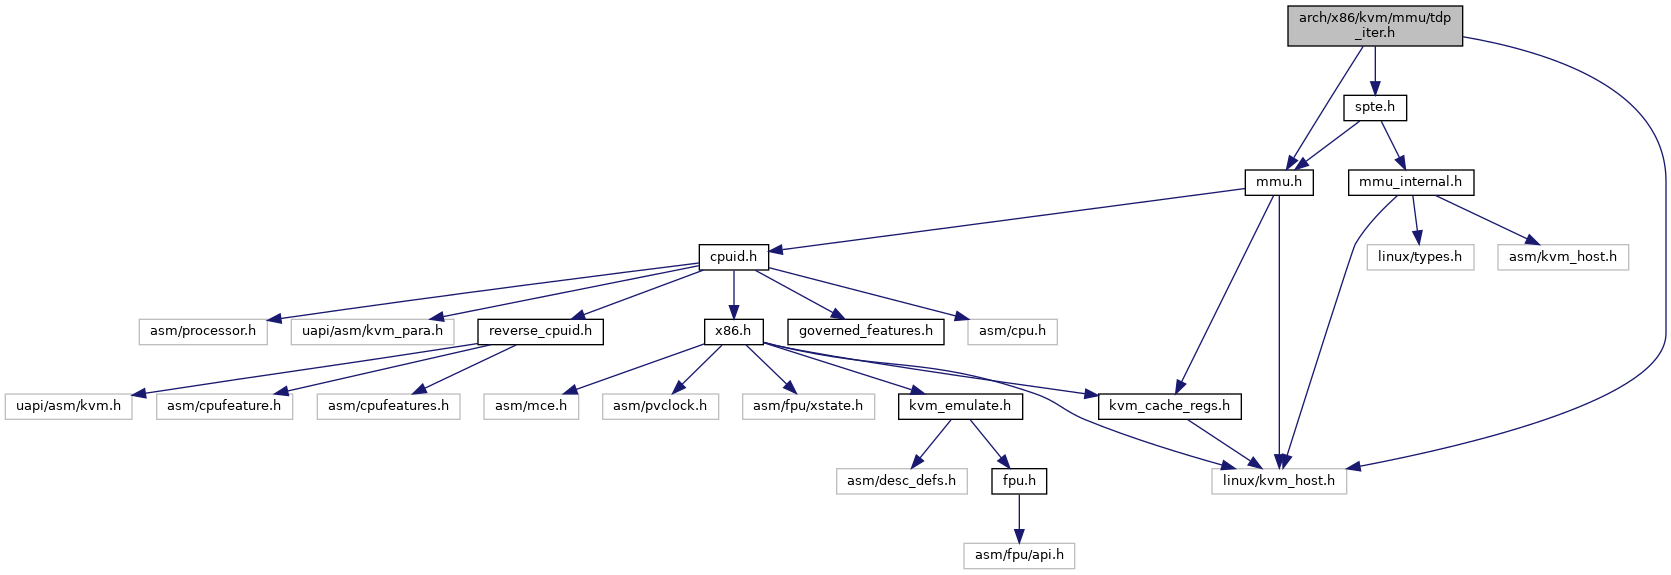 arch/x86/kvm/mmu/tdp
_iter.h
spte.h
mmu.h
mmu_internal.h
cpuid.h
linux/types.h
asm/kvm_host.h
asm/processor.h
uapi/asm/kvm_para.h
reverse_cpuid.h
x86.h
governed_features.h
asm/cpu.h
uapi/asm/kvm.h
asm/cpufeature.h
asm/cpufeatures.h
asm/mce.h
asm/pvclock.h
asm/fpu/xstate.h
kvm_emulate.h
kvm_cache_regs.h
asm/desc_defs.h
fpu.h
linux/kvm_host.h
asm/fpu/api.h